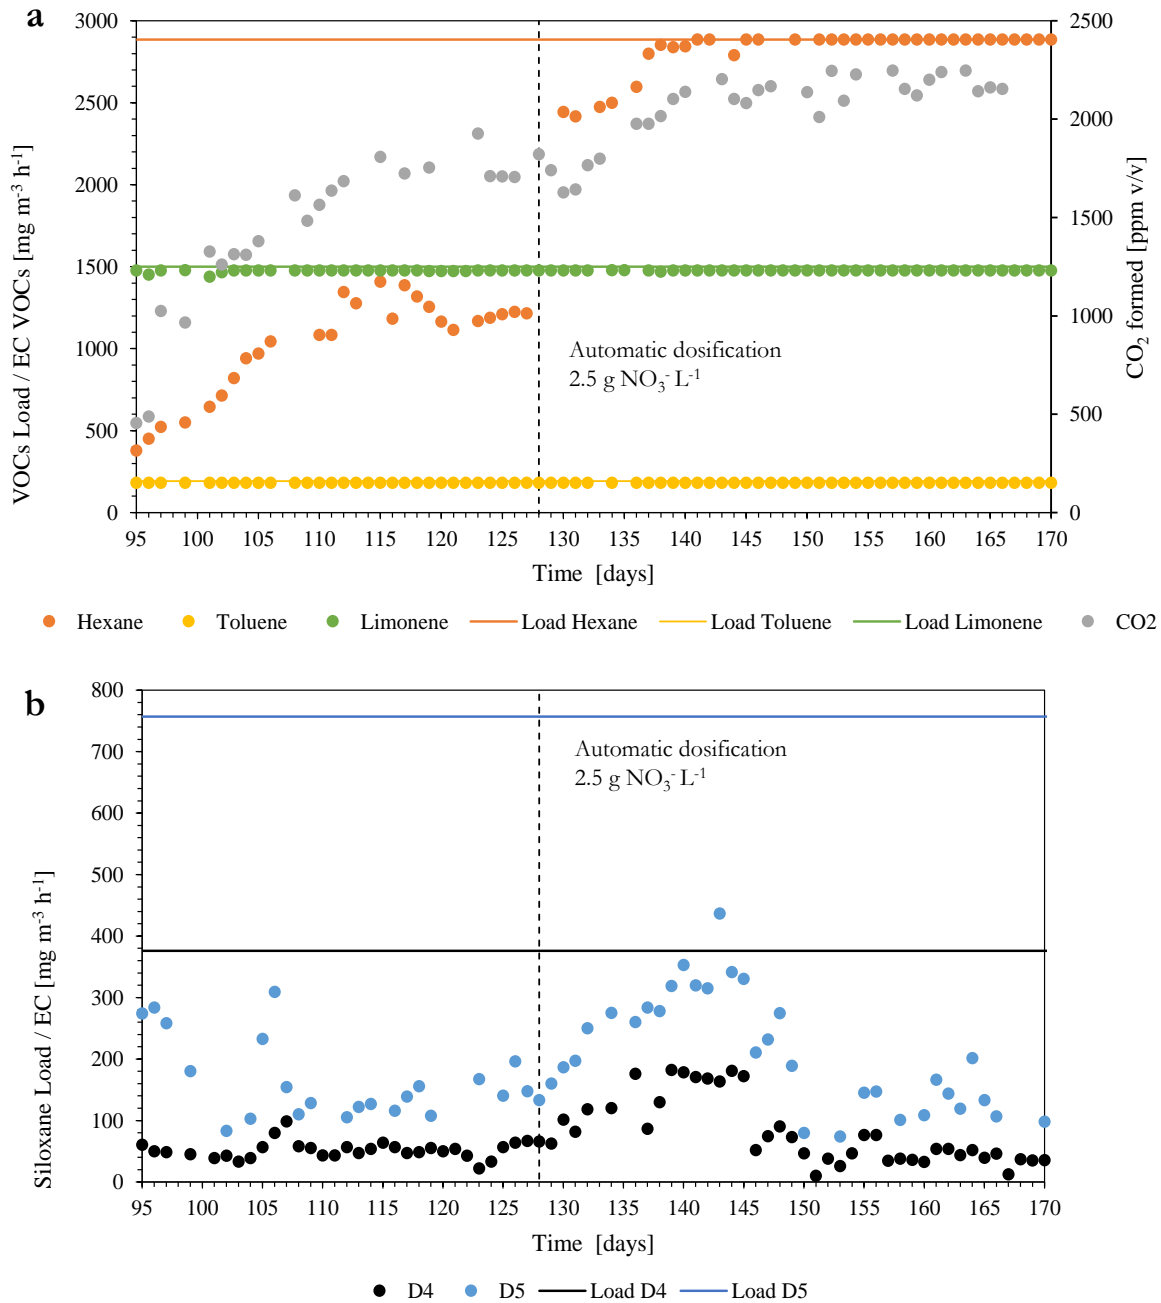 a
VOCs Load / EC VOCs [mg m⁻³ h⁻¹]
3000
2500
2000
1500
1000
500
0
2500
2000
1500
1000
500
0
CO₂ formed [ppm v/v]
Automatic dosification
2.5 g NO₃⁻ L⁻¹
95 100 105 110 115 120 125 130 135 140 145 150 155 160 165 170
Time [days]
Hexane Toluene Limonene Load Hexane Load Toluene Load Limonene CO2
b
Siloxane Load / EC [mg m⁻³ h⁻¹]
800
700
600
500
400
300
200
100
0
Automatic dosification
2.5 g NO₃⁻ L⁻¹
95 100 105 110 115 120 125 130 135 140 145 150 155 160 165 170
Time [days]
D4 D5 Load D4 Load D5